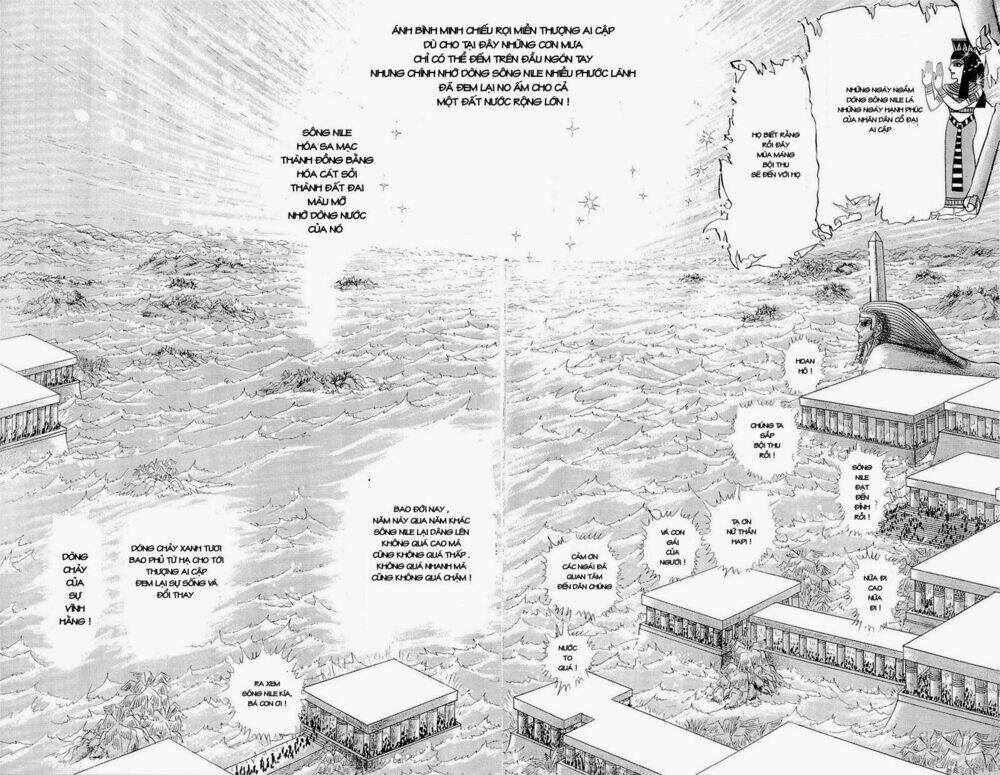 ÁNH BÌNH MINH CHIẾU RỌI MIỀN THƯỢNG AI CẬP
DÙ CHO TẠI ĐÂY NHỮNG CƠN MƯA
CHỈ CÓ THỂ ĐẾM TRÊN ĐẦU NGÓN TAY
NHƯNG CHÍNH NHỜ DÒNG SÔNG NILE NHIỀU PHƯỚC LÀNH
ĐÃ ĐEM LẠI NO ẤM CHO CẢ
MỘT ĐẤT NƯỚC RỘNG LỚN !
SÔNG NILE
HÓA SA MẠC
THÀNH ĐỒNG BẰNG
HÓA CÁT SỎI
THÀNH ĐẤT ĐAI
MÀU MỠ
NHỜ DÒNG NƯỚC
CỦA NÓ
NHỮNG NGÀY NGẮM
DÒNG SÔNG NILE LÀ
NHỮNG NGÀY HẠNH PHÚC
CỦA NHÂN DÂN CỔ ĐẠI
AI CẬP
HỌ BIẾT RẰNG
RỒI ĐÂY
MÙA MÀNG
BỘI THU
SẼ ĐẾN VỚI HỌ
HOAN
HÔ !
CHÚNG TA
SẮP
BỘI THU
RỒI !
SÔNG
NILE
ĐẠT
ĐẾN
ĐỈNH
RỒI !
TẠ ƠN
NỮ THẦN
HAPI !
VÀ CON
GÁI
CỦA
NGƯỜI !
CẢM ƠN
CÁC NGÀI ĐÃ
QUAN TÂM
ĐẾN DÂN CHÚNG
NỮA ĐI
CAO
NỮA
ĐI !
NƯỚC
TO
QUÁ !
BAO ĐỜI NAY ,
NĂM NÀY QUA NĂM KHÁC
SÔNG NILE LẠI DÂNG LÊN
KHÔNG QUÁ CAO MÀ
CŨNG KHÔNG QUÁ THẤP .
KHÔNG QUÁ NHANH MÀ
CŨNG KHÔNG QUÁ CHẬM !
DÒNG CHẢY XANH TƯƠI
BAO PHỦ TỪ HẠ CHO TỚI
THƯỢNG AI CẬP
ĐEM LẠI SỰ SỐNG VÀ
ĐỔI THAY
DÒNG
CHẢY
CỦA
SỰ
VĨNH
HẰNG !
RA XEM
SÔNG NILE KÌA,
BÀ CON ƠI !